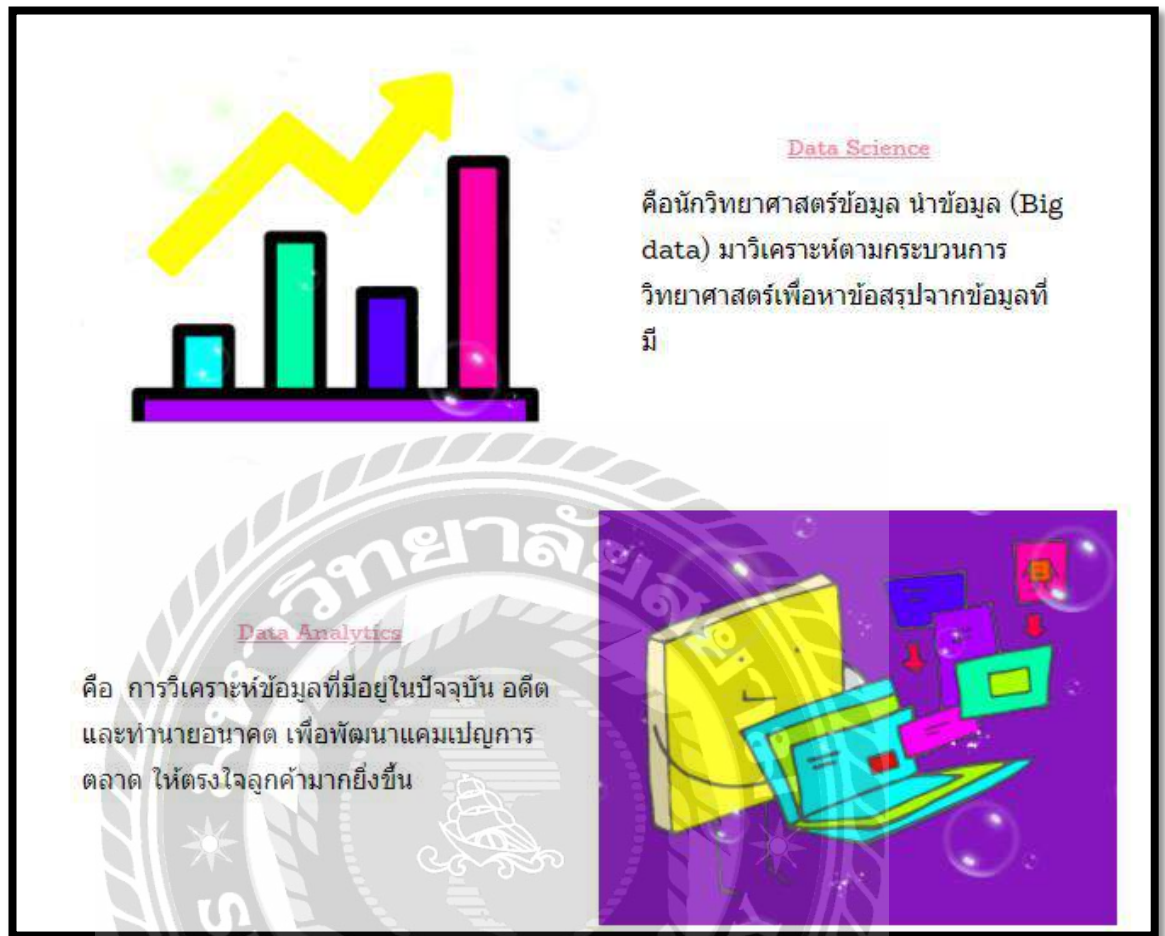 Data Science
คือนักวิทยาศาสตร์ข้อมูล นำข้อมูล (Big
data) มาวิเคราะห์ตามกระบวนการ
วิทยาศาสตร์เพื่อหาข้อสรุปจากข้อมูลที่
มี
Data Analytics
คือ การวิเคราะห์ข้อมูลที่มีอยู่ในปัจจุบัน อดีต
และทำนายอนาคต เพื่อพัฒนาแคมเปญการ
ตลาด ให้ตรงใจลูกค้ามากยิ่งขึ้น
B